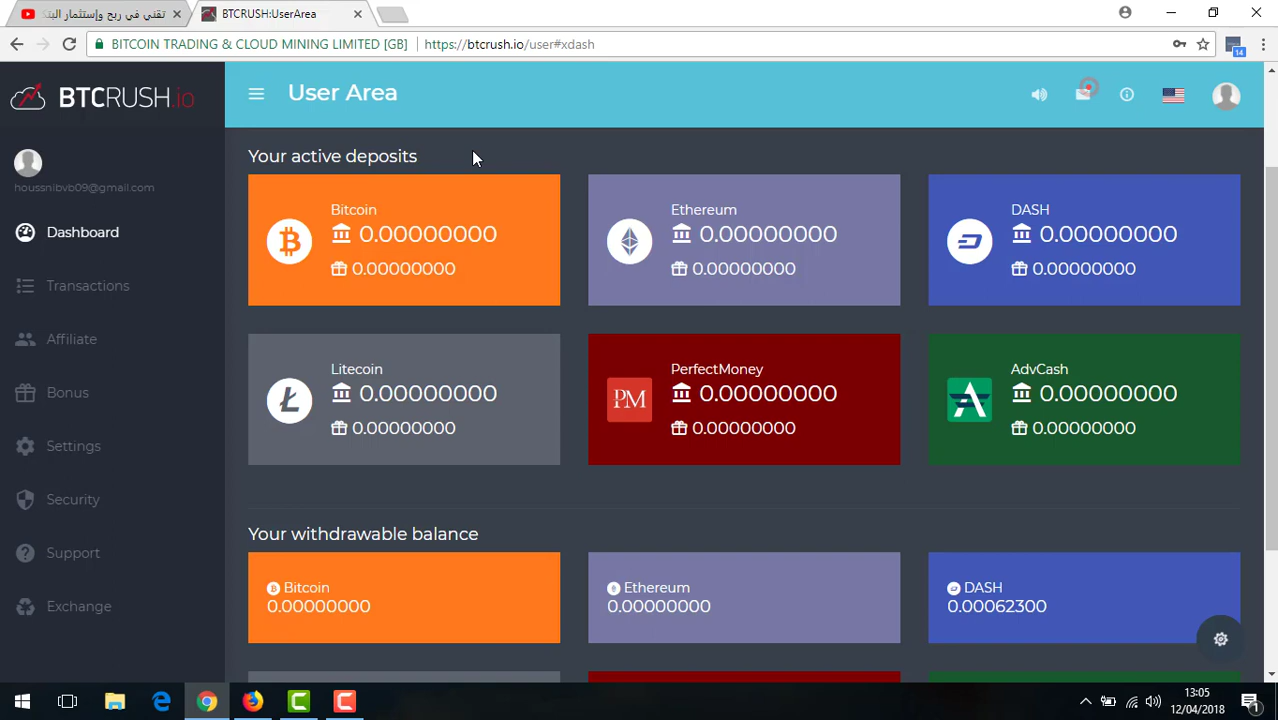 تقني في ربح وإستثمار البتا
BTCRUSH:UserArea
BITCOIN TRADING & CLOUD MINING LIMITED [GB]
https://btcrush.io/user#xdash
14
BTCRUSH.io
User Area
houssnibvb09@gmail.com
Dashboard
Transactions
Affiliate
Bonus
Settings
Security
Support
Exchange
Your active deposits
Bitcoin
0.00000000
0.00000000
Ethereum
0.00000000
0.00000000
DASH
0.00000000
0.00000000
Litecoin
0.00000000
0.00000000
PM
PerfectMoney
0.00000000
0.00000000
AdvCash
0.00000000
0.00000000
Your withdrawable balance
Bitcoin
0.00000000
Ethereum
0.00000000
DASH
0.00062300
13:05
12/04/2018
1